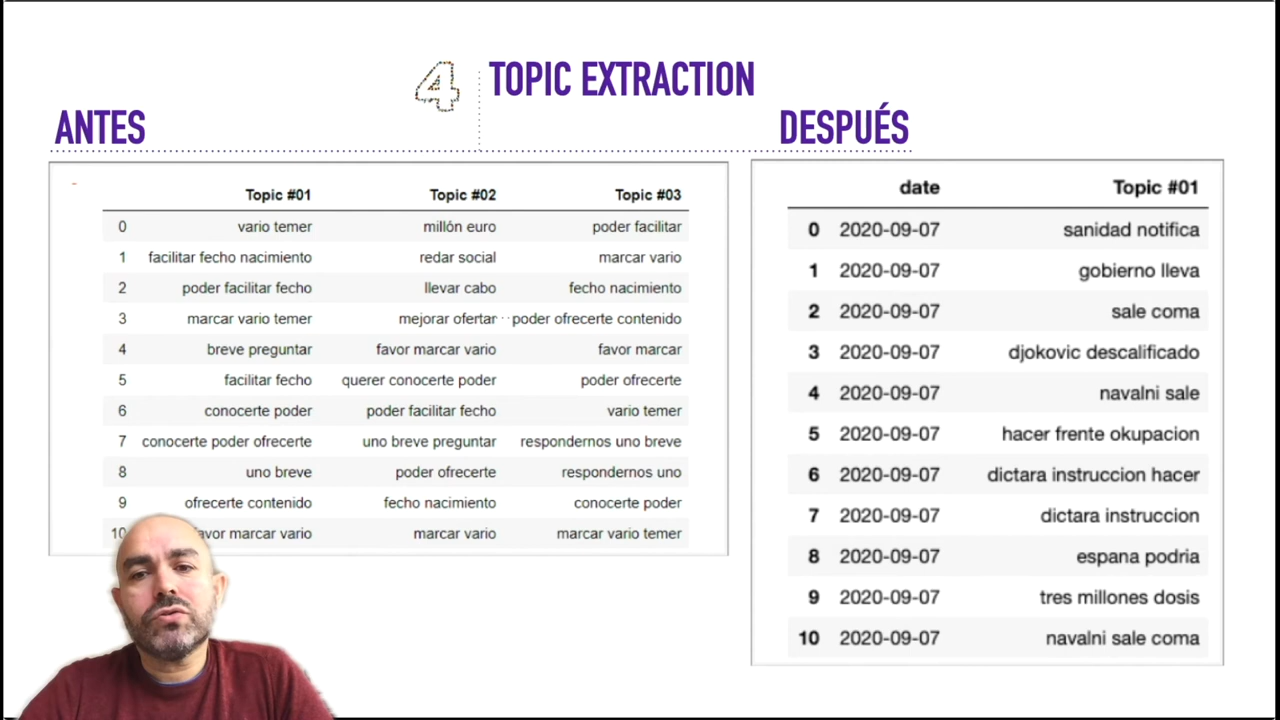 4 TOPIC EXTRACTION
ANTES
Topic #01 Topic #02 Topic #03
0 vario temer millón euro poder facilitar
1 facilitar fecho nacimiento redar social marcar vario
2 poder facilitar fecho llevar cabo fecho nacimiento
3 marcar vario temer mejorar ofertar poder ofrecerte contenido
4 breve preguntar favor marcar vario favor marcar
5 facilitar fecho querer conocerte poder poder ofrecerte
6 conocerte poder poder facilitar fecho vario temer
7 conocerte poder ofrecerte uno breve preguntar respondernos uno breve
8 uno breve poder ofrecerte respondernos uno
9 ofrecerte contenido fecho nacimiento conocerte poder
10 favor marcar vario marcar vario marcar vario temer
DESPUÉS
date Topic #01
0 2020-09-07 sanidad notifica
1 2020-09-07 gobierno lleva
2 2020-09-07 sale coma
3 2020-09-07 djokovic descalificado
4 2020-09-07 navalni sale
5 2020-09-07 hacer frente okupacion
6 2020-09-07 dictara instruccion hacer
7 2020-09-07 dictara instruccion
8 2020-09-07 espana podria
9 2020-09-07 tres millones dosis
10 2020-09-07 navalni sale coma